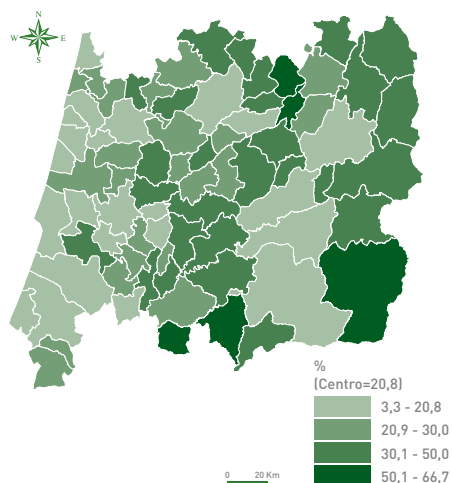 N
W E
S
%
(Centro=20,8)
3,3 - 20,8
20,9 - 30,0
30,1 - 50,0
50,1 - 66,7
0 20 Km